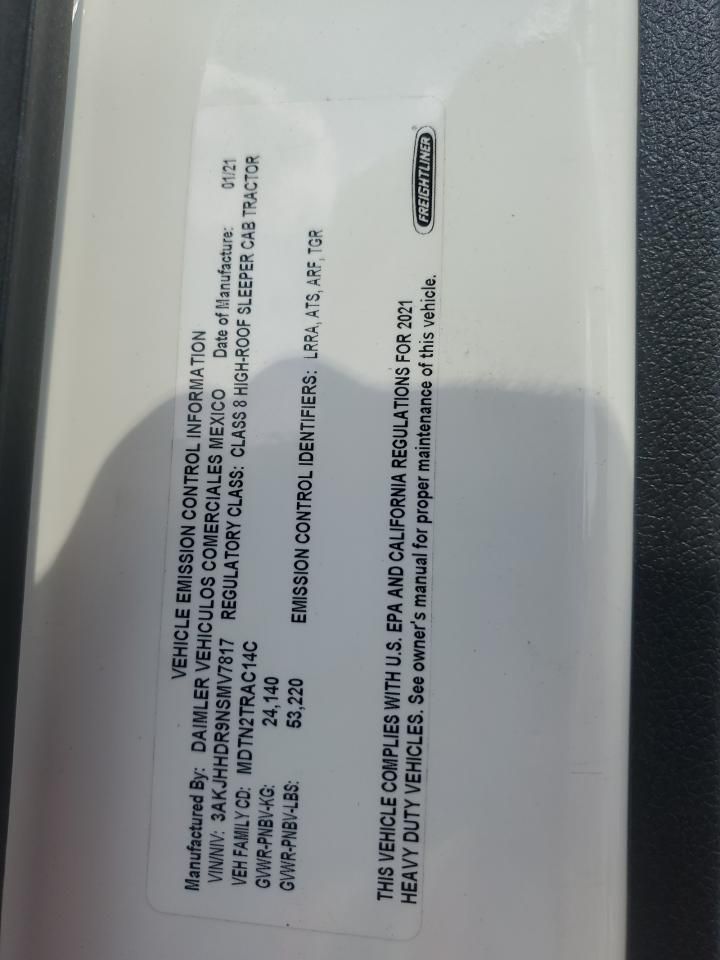 VEHICLE EMISSION CONTROL INFORMATION
Manufactured By: DAIMLER VEHICULOS COMERCIALES MEXICO Date of Manufacture: 01/21
VIN/NIV: 3AKJHHDR9NSMV7817 REGULATORY CLASS: CLASS 8 HIGH-ROOF SLEEPER CAB TRACTOR
VEH FAMILY CD: MDTN2TRAC14C
GVWR-PNBV-KG: 24,140
GVWR-PNBV-LBS: 53,220 EMISSION CONTROL IDENTIFIERS: LRRA, ATS, ARF, TGR
THIS VEHICLE COMPLIES WITH U.S. EPA AND CALIFORNIA REGULATIONS FOR 2021
HEAVY DUTY VEHICLES. See owner's manual for proper maintenance of this vehicle.
FREIGHTLINER